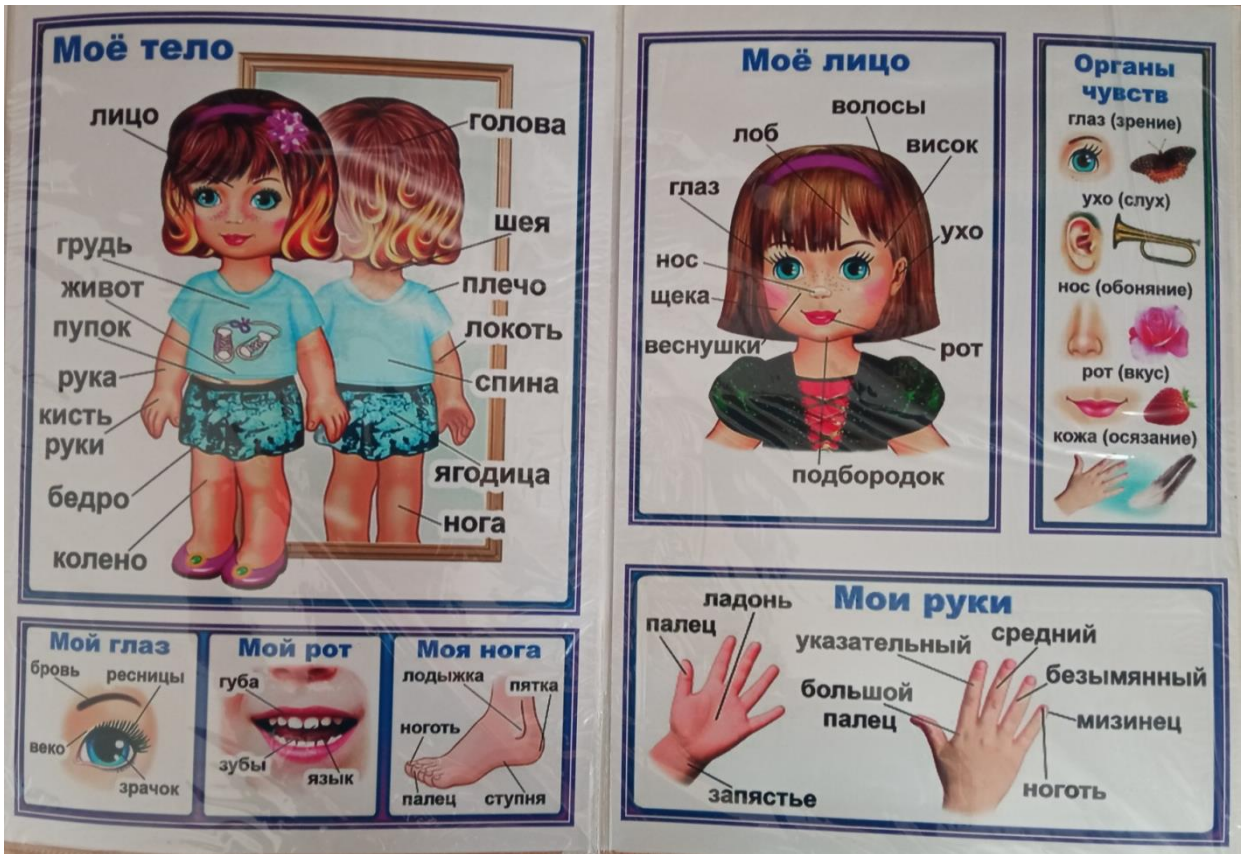 Моё тело
лицо
голова
шея
грудь
живот
плечо
пупок
локоть
рука
спина
кисть
руки
ягодица
бедро
нога
колено
Мой глаз
бровь
ресницы
веко
зрачок
Мой рот
губа
зубы
язык
Моя нога
лодыжка
пятка
ноготь
палец
ступня
Моё лицо
волосы
лоб
висок
глаз
ухо
нос
щека
веснушки
рот
подбородок
Органы
чувств
глаз (зрение)
ухо (слух)
нос (обоняние)
рот (вкус)
кожа (осязание)
Мои руки
ладонь
палец
запястье
указательный
средний
безымянный
большой
палец
мизинец
ноготь